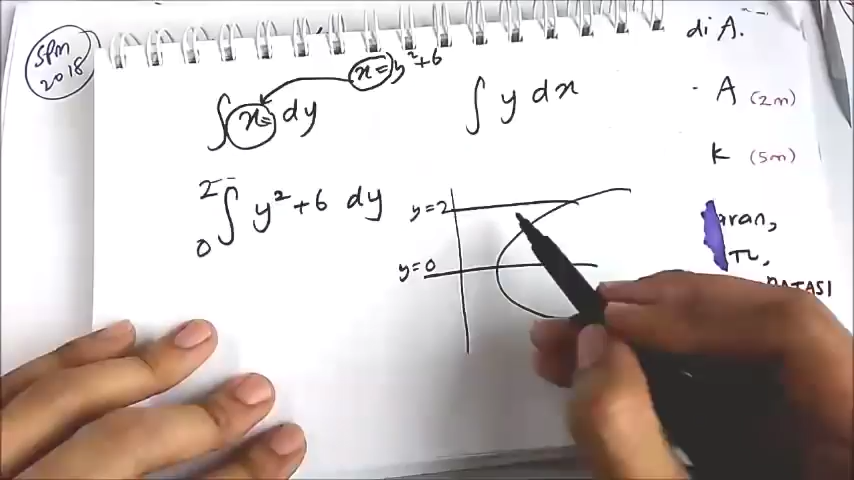 SPM
2018
x = y²+6
∫ x = dy
∫ y dx
2 ∫ 0 y² + 6 dy
y = 2
y = 0
di A.
A (2m)
K (5m)